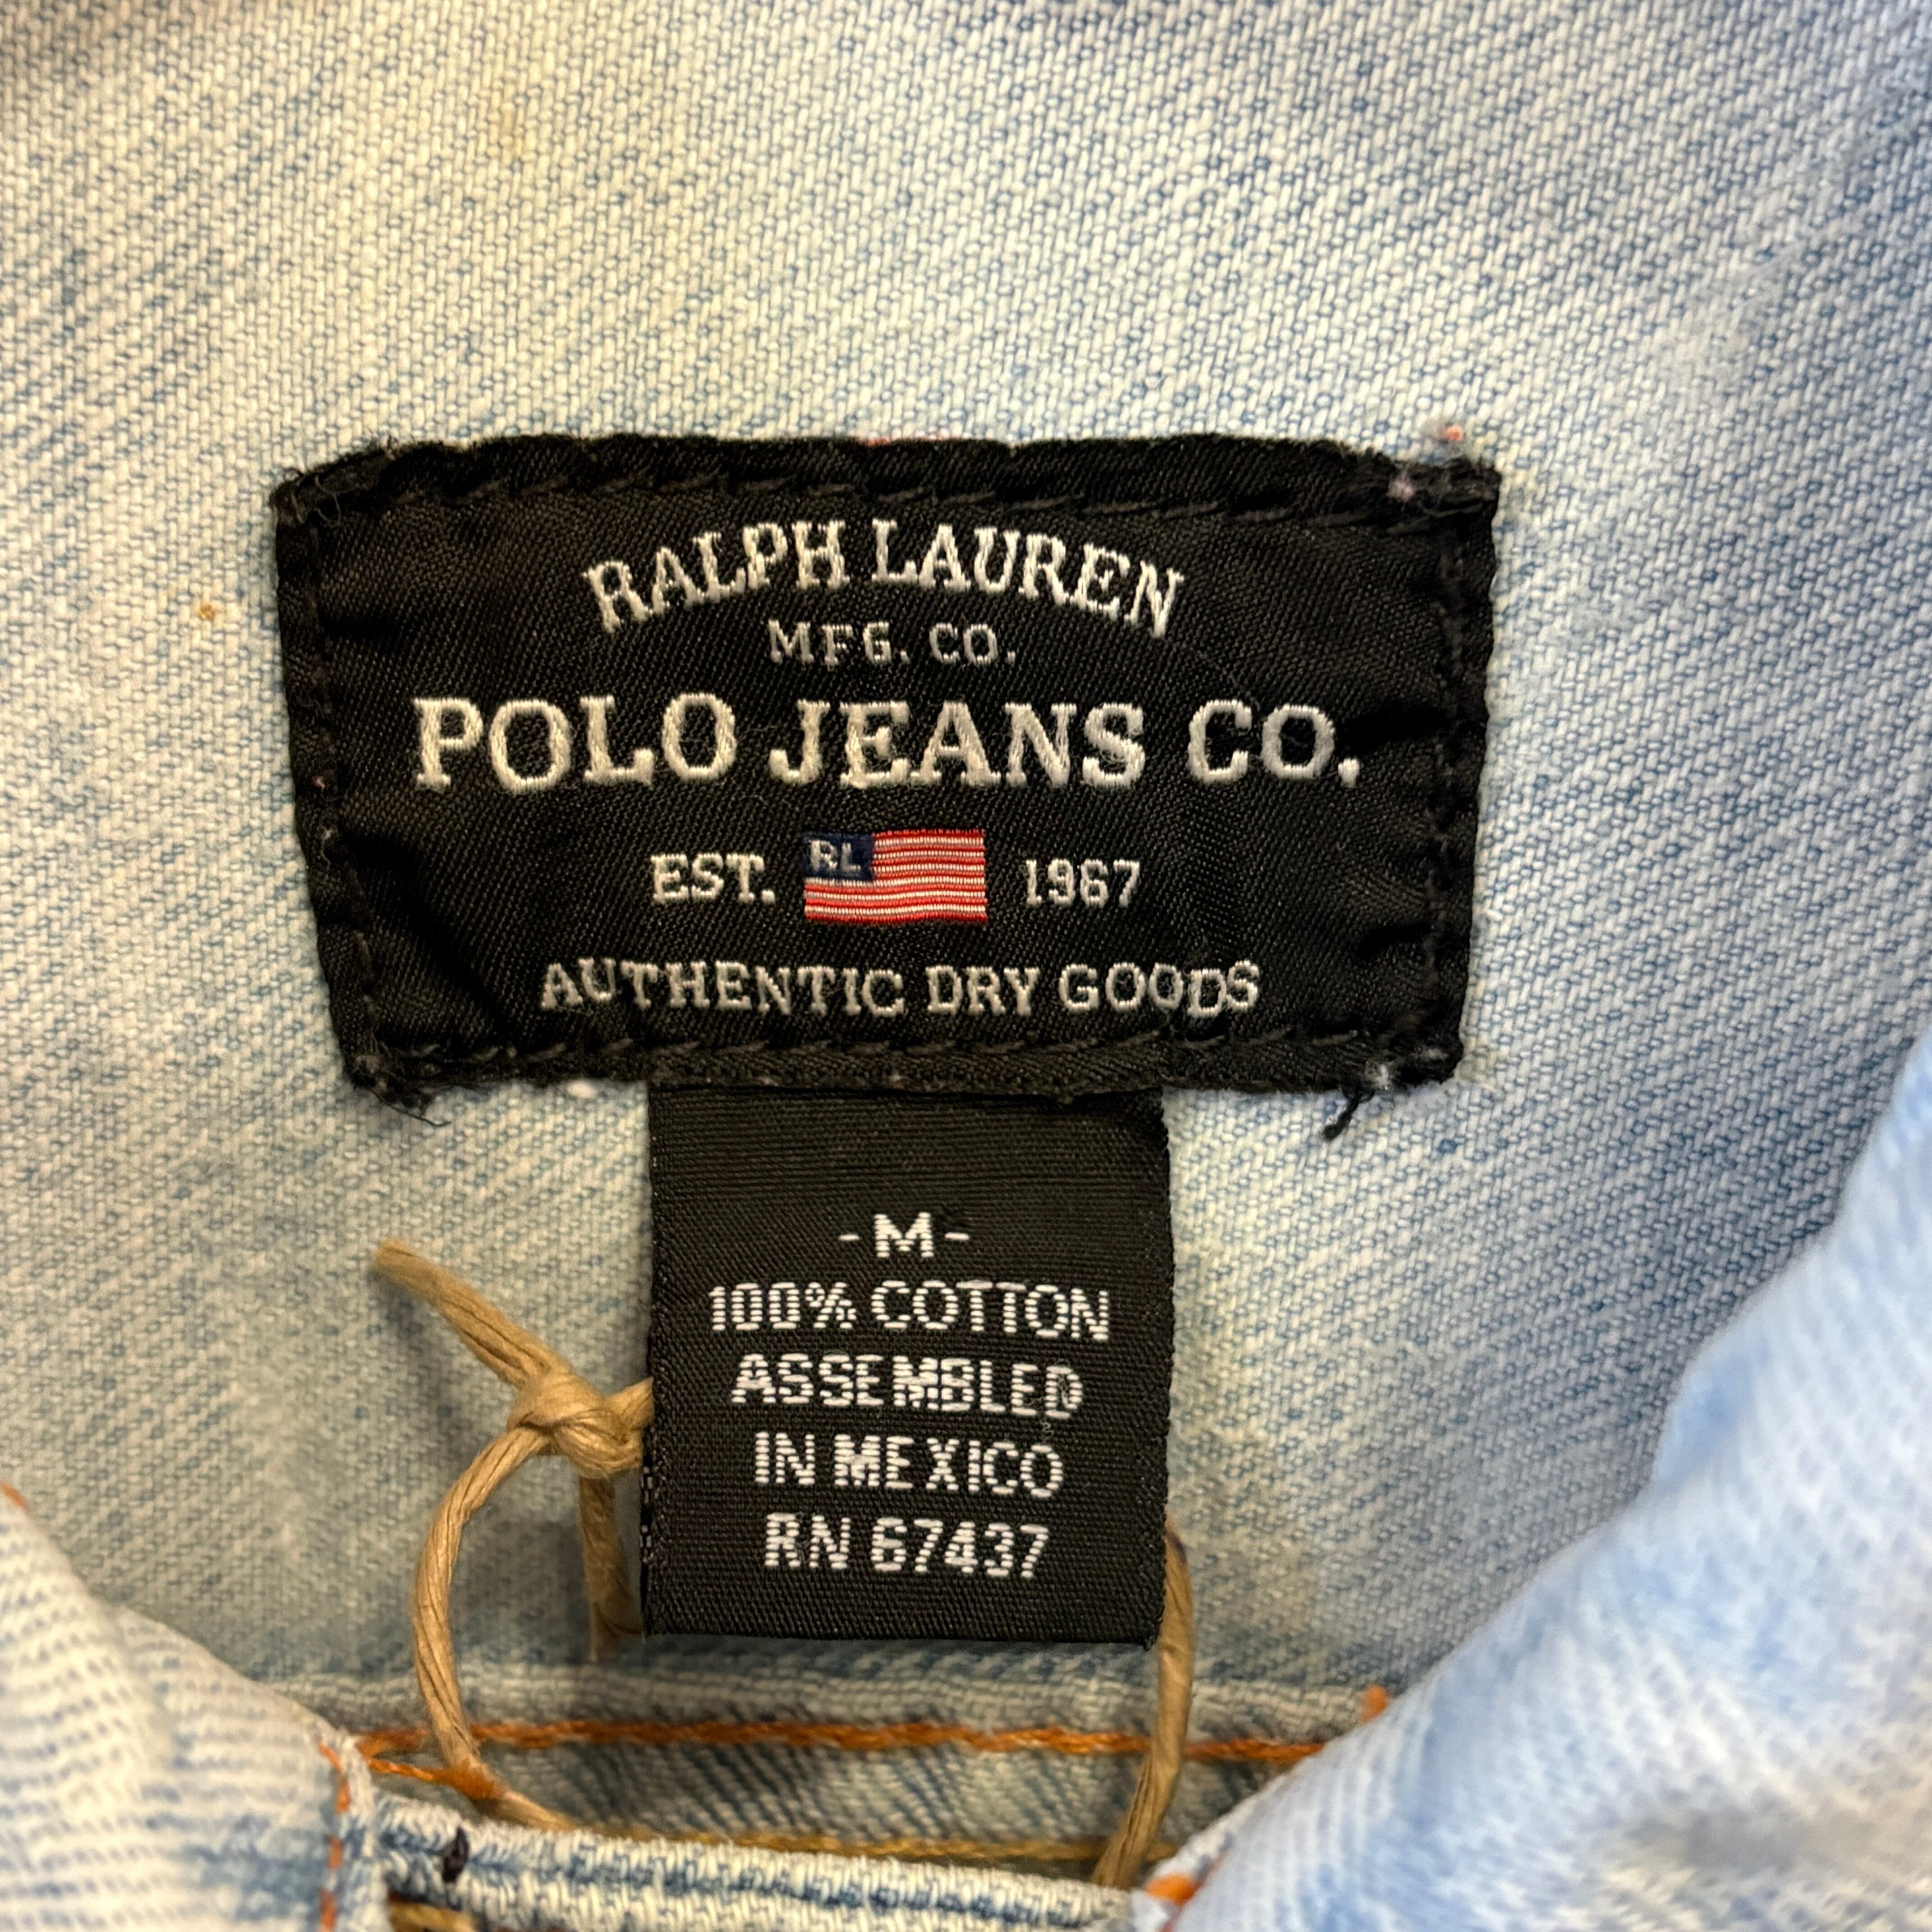 RALPH LAUREN
MFG. CO.
POLO JEANS CO.
EST. RL 1967
AUTHENTIC DRY GOODS
-M-
100% COTTON
ASSEMBLED
IN MEXICO
RN 67437